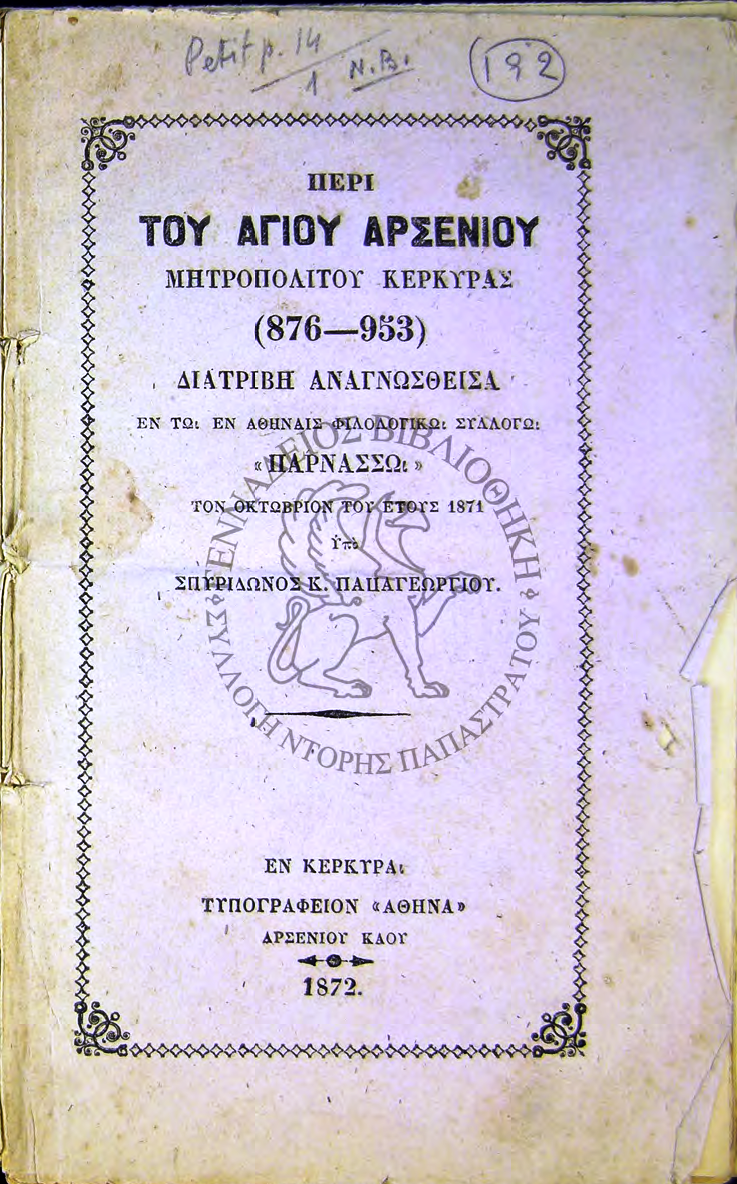 Petit p. 14
1 N.B.
192
ΠΕΡΙ
ΤΟΥ ΑΓΙΟΥ ΑΡΣΕΝΙΟΥ
ΜΗΤΡΟΠΟΛΙΤΟΥ ΚΕΡΚΥΡΑΣ
(876—953)
ΔΙΑΤΡΙΒΗ ΑΝΑΓΝΩΣΘΕΙΣΑ
ΕΝ ΤΩι ΕΝ ΑΘΗΝΑΙΣ ΦΙΛΟΛΟΓΙΚΩι ΣΥΛΛΟΓΩι
«ΠΑΡΝΑΣΣΩι»
ΤΟΝ ΟΚΤΩΒΡΙΟΝ ΤΟΥ ΕΤΟΥΣ 1871
Ὑπὸ
ΣΠΥΡΙΔΩΝΟΣ Κ. ΠΑΠΑΓΕΩΡΓΙΟΥ.
ΓΕΝΝΑΔΕΙΟΣ ΒΙΒΛΙΟΘΗΚΗ
ΣΥΛΛΟΓΗ ΝΤΟΡΗΣ ΠΑΠΑΣΤΡΑΤΟΥ
ΕΝ ΚΕΡΚΥΡΑι
ΤΥΠΟΓΡΑΦΕΙΟΝ «ΑΘΗΝΑ»
ΑΡΣΕΝΙΟΥ ΚΑΟΥ
1872.